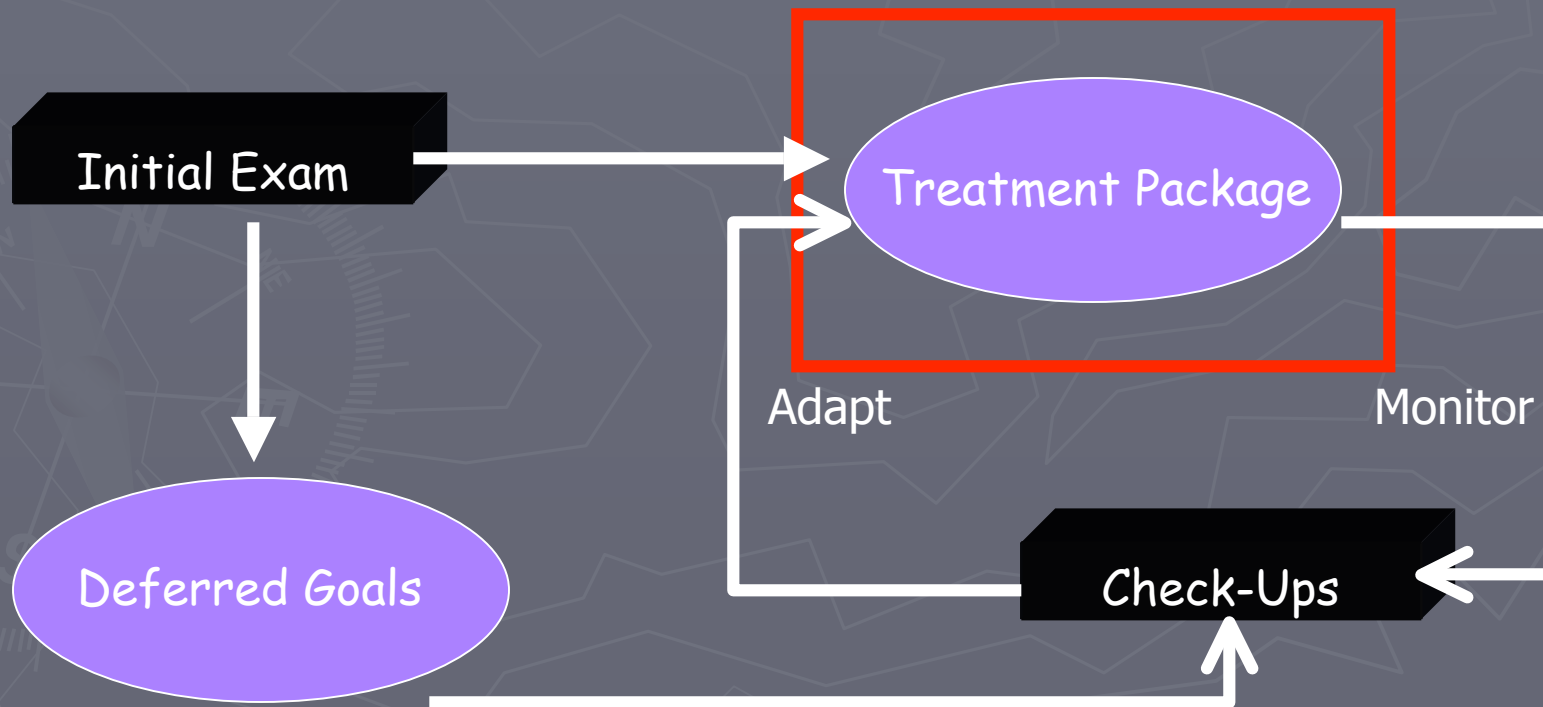 Initial Exam
Treatment Package
Adapt
Monitor
Deferred Goals
Check-Ups